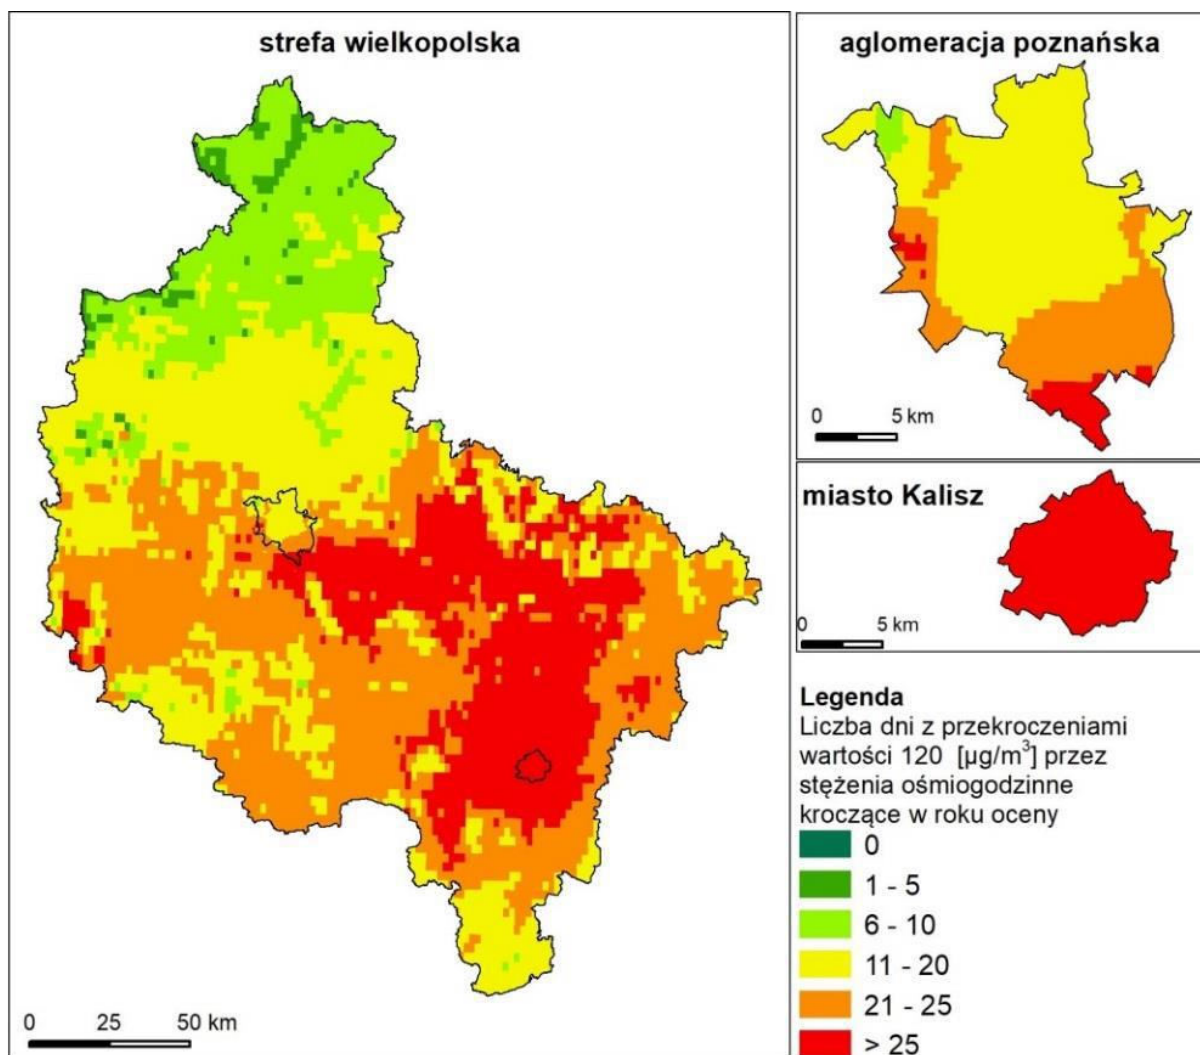 strefa wielkopolska
0 25 50 km
aglomeracja poznańska
0 5 km
miasto Kalisz
0 5 km
Legenda
Liczba dni z przekroczeniami
wartości 120 [µg/m³] przez
stężenia ośmiogodzinne
kroczące w roku oceny
0
1 - 5
6 - 10
11 - 20
21 - 25
> 25